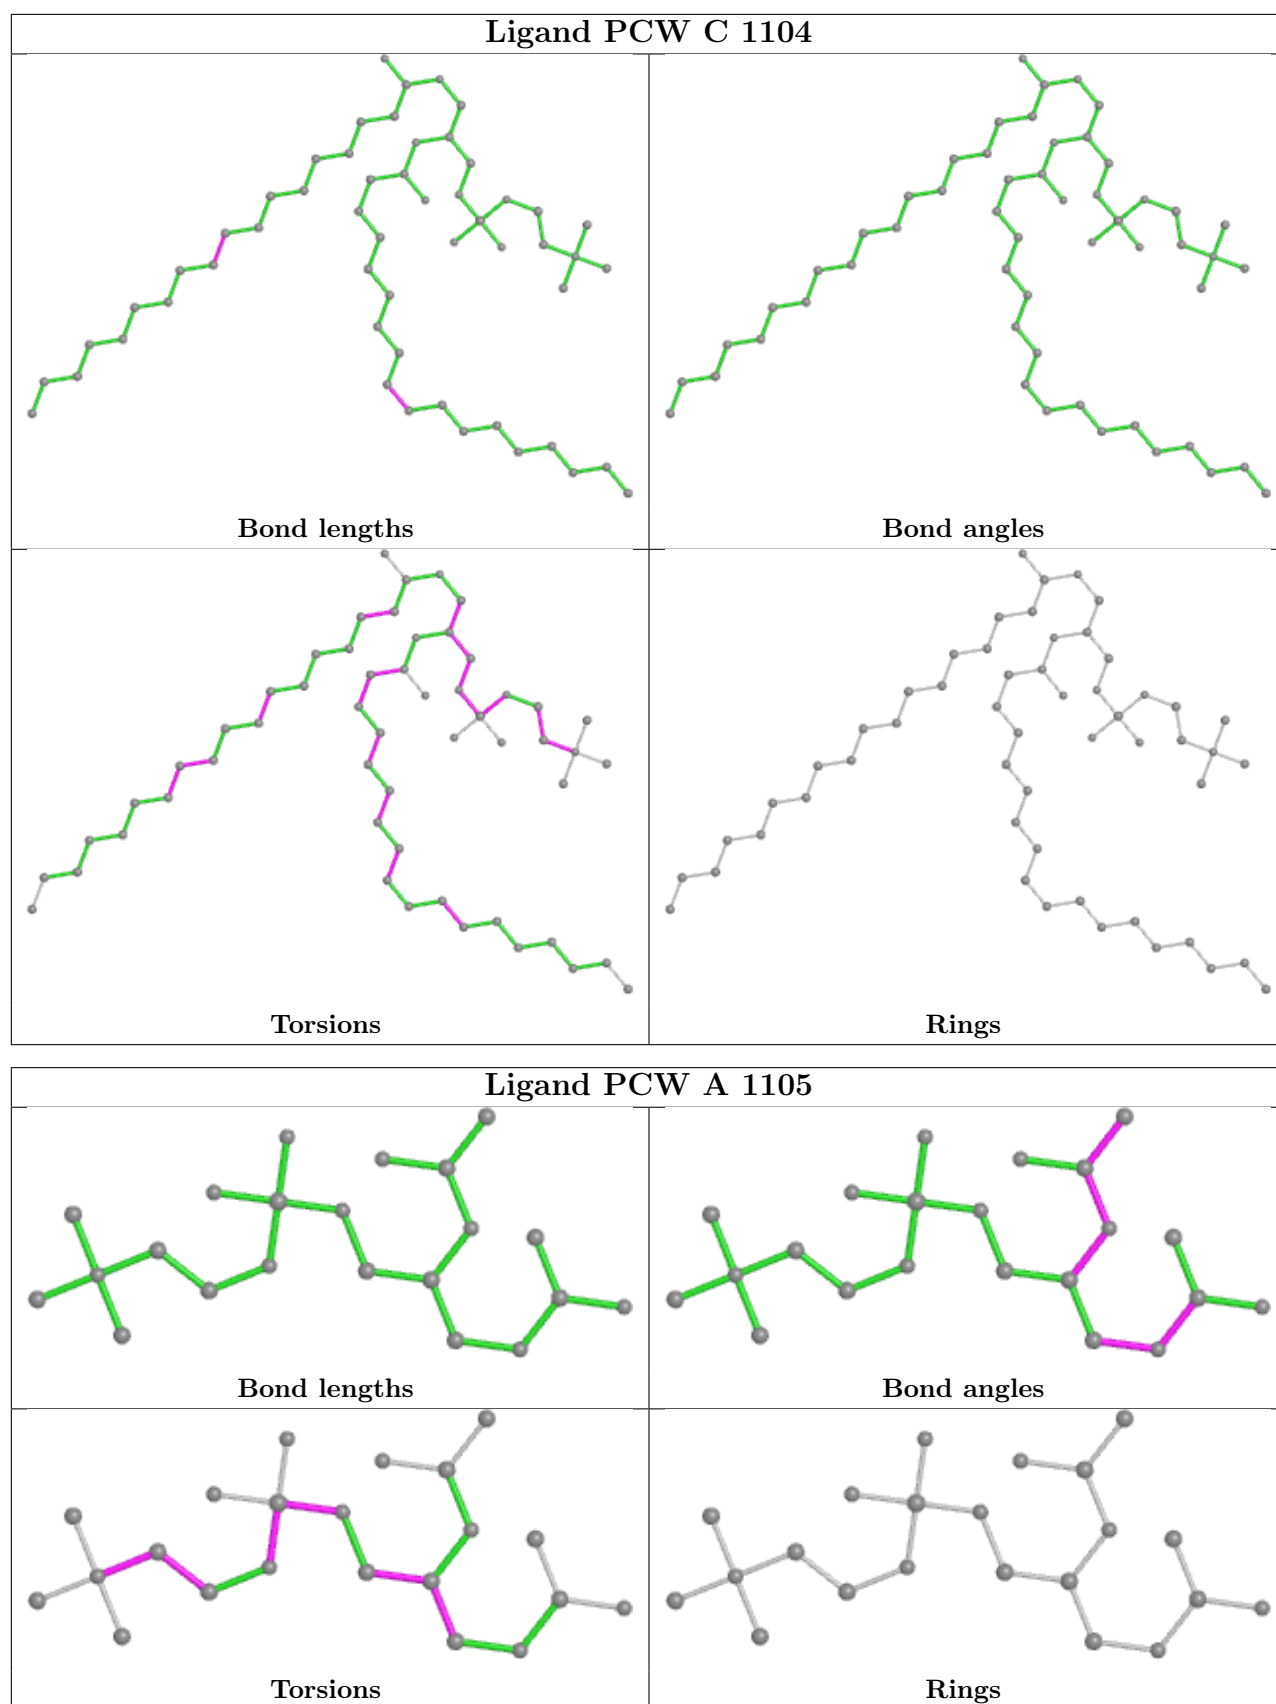 Ligand PCW C 1104
Bond lengths
Bond angles
Torsions
Rings
Ligand PCW A 1105
Bond lengths
Bond angles
Torsions
Rings